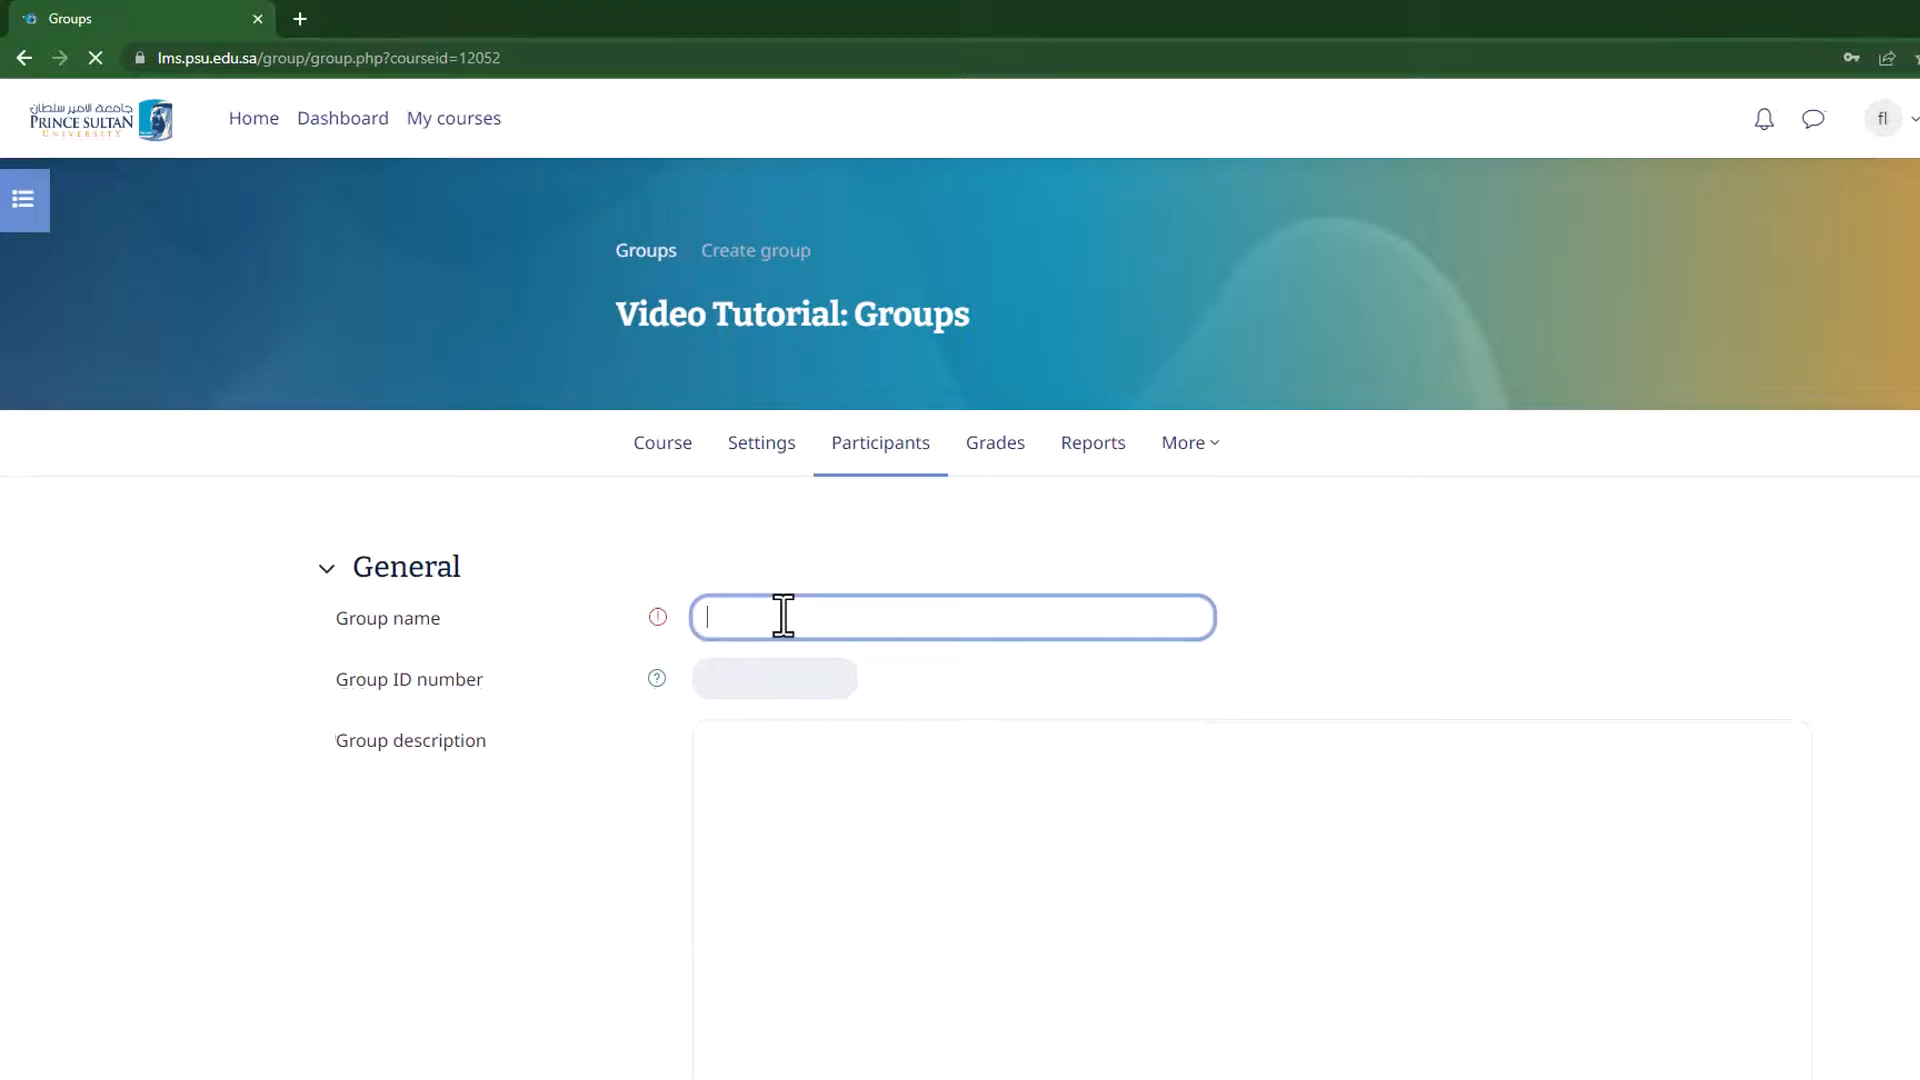 Groups
lms.psu.edu.sa/group/group.php?courseid=12052
جامعة الامير سلطان
PRINCE SULTAN
UNIVERSITY
Home Dashboard My courses
fl
Groups Create group
Video Tutorial: Groups
Course Settings Participants Grades Reports More
General
Group name
Group ID number
Group description